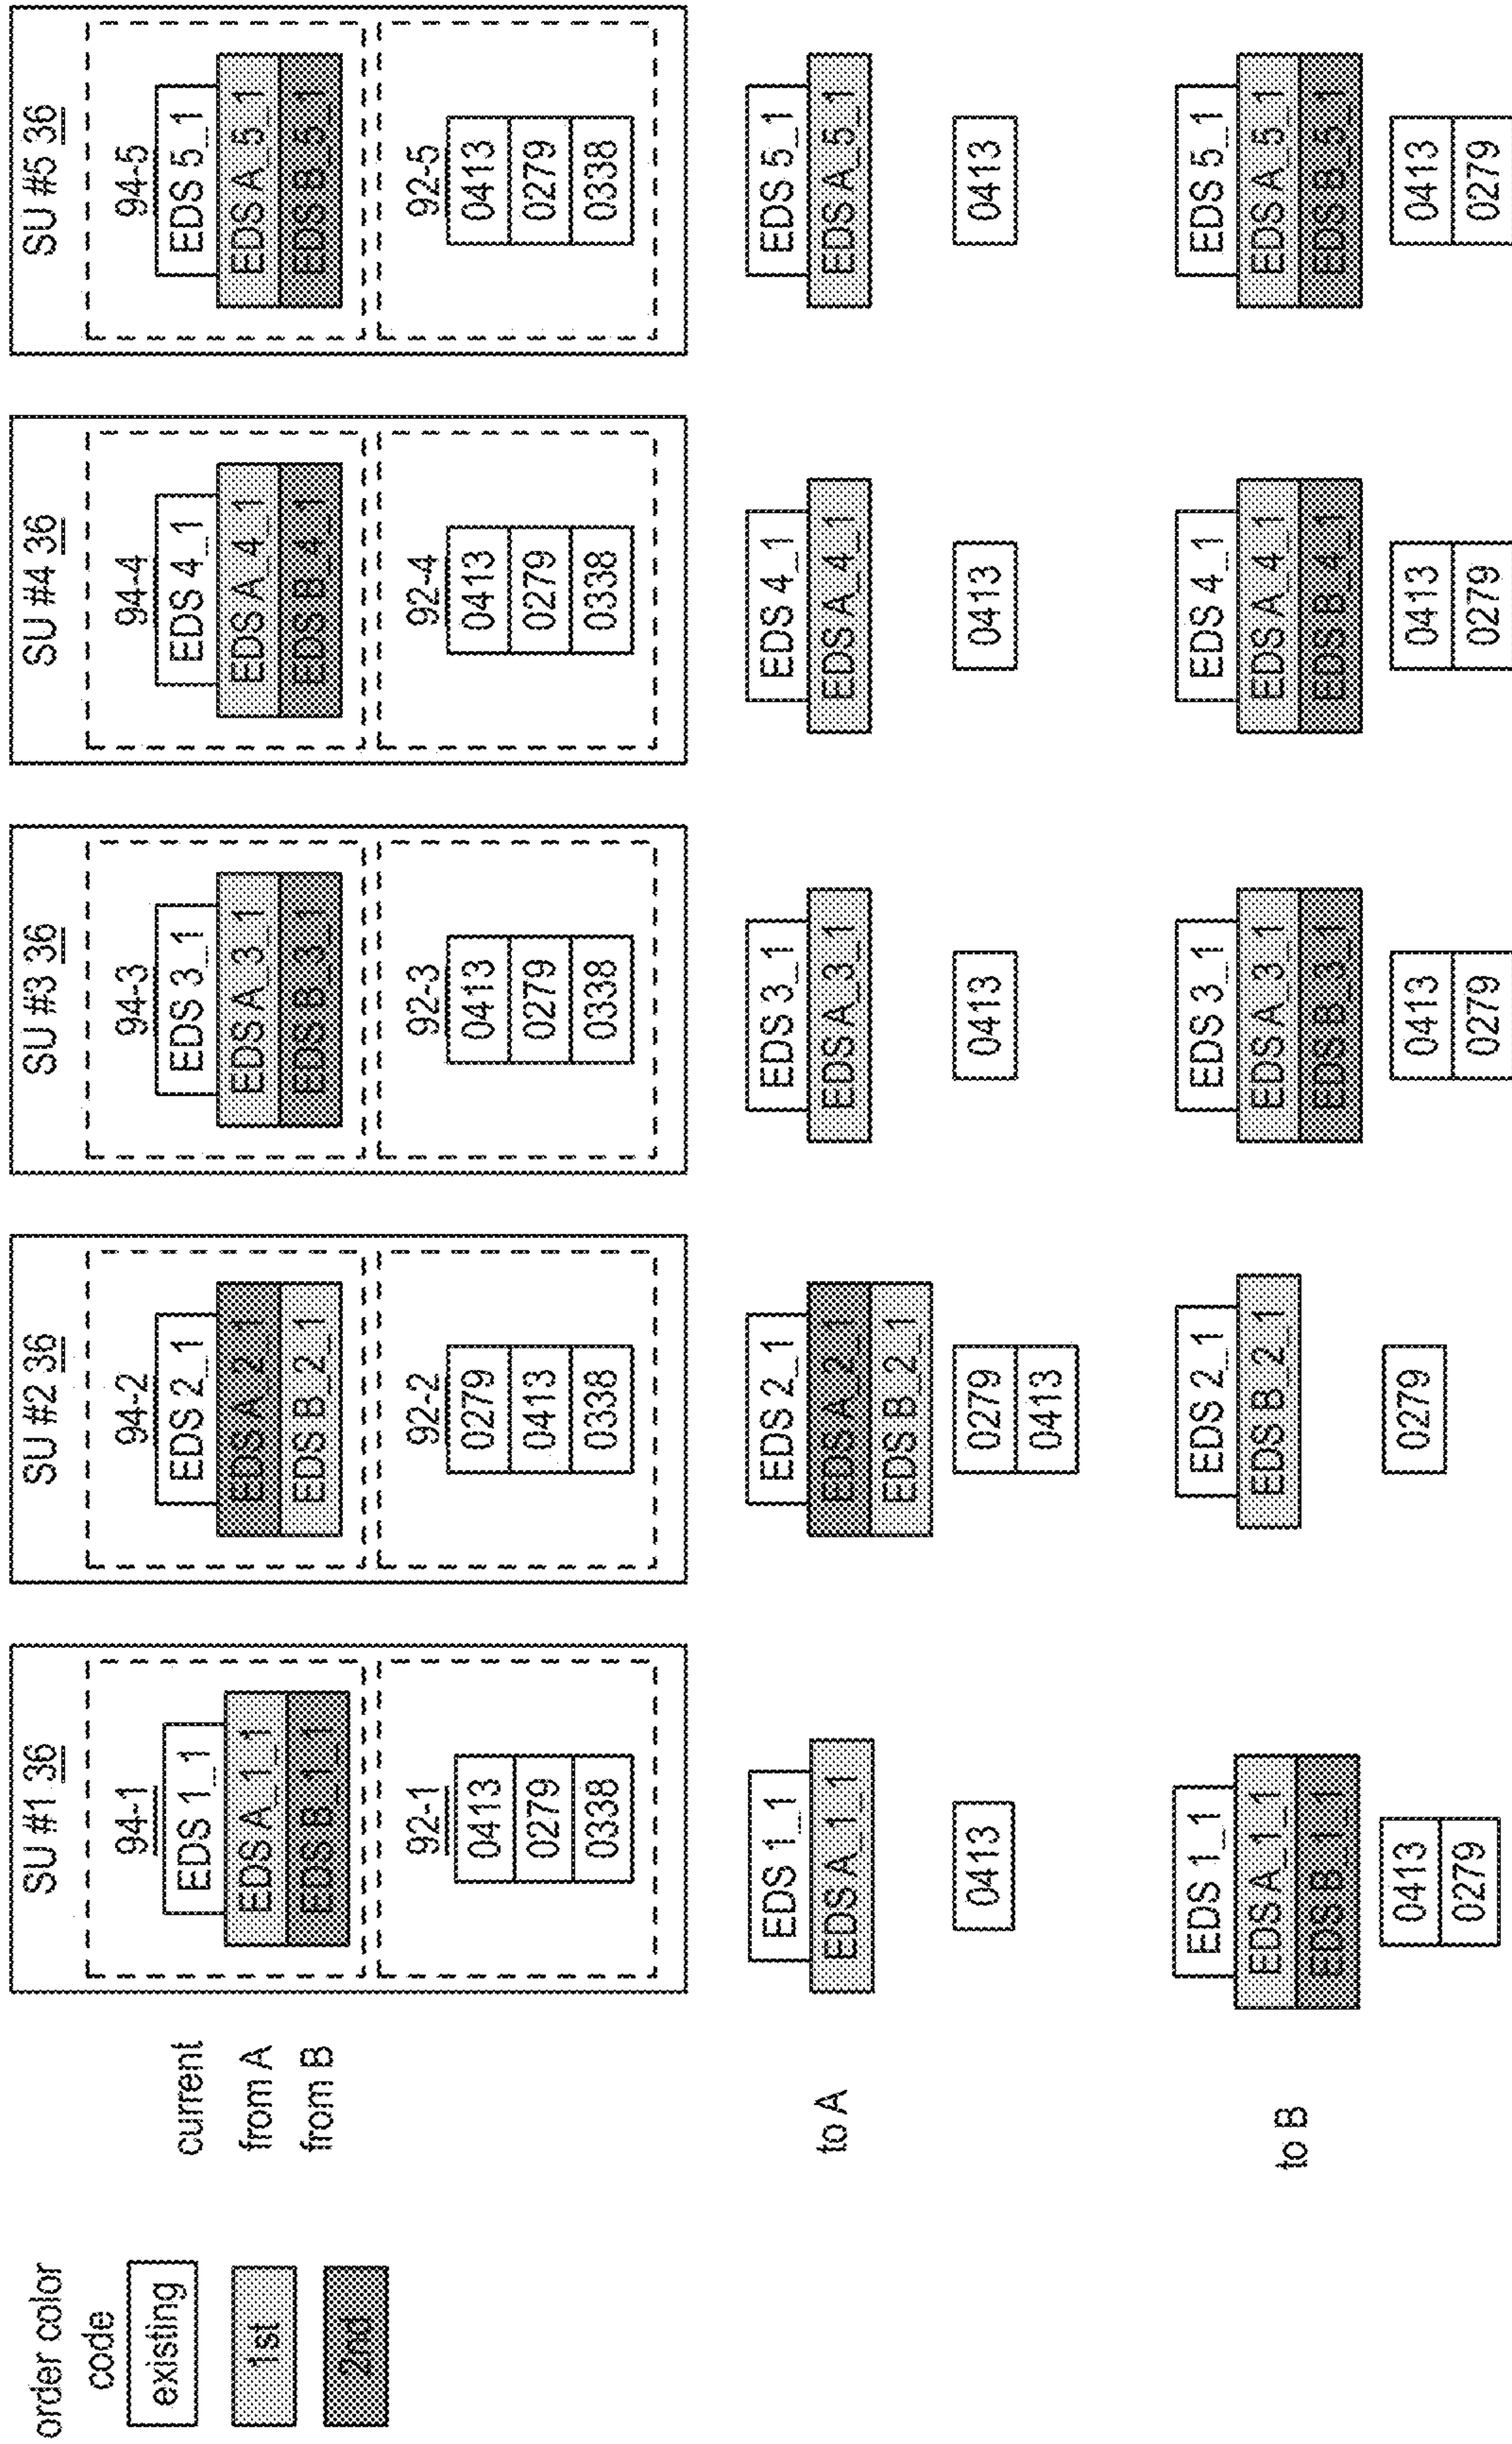 order color
code
existing
1st
2nd
current
from A
from B
to A
to B
SU #1 36
94-1
EDS 1_1
EDS A_1_1
EDS B_1_1
92-1
0413
0279
0338
EDS 1_1
EDS A_1_1
0413
EDS 1_1
EDS A_1_1
EDS B_1_1
0413
0279
SU #2 36
94-2
EDS 2_1
EDS A_2_1
EDS B_2_1
92-2
0279
0413
0338
EDS 2_1
EDS A_2_1
EDS B_2_1
0279
0413
EDS 2_1
EDS B_2_1
0279
SU #3 36
94-3
EDS 3_1
EDS A_3_1
EDS B_3_1
92-3
0413
0279
0338
EDS 3_1
EDS A_3_1
0413
EDS 3_1
EDS A_3_1
EDS B_3_1
0413
0279
SU #4 36
94-4
EDS 4_1
EDS A_4_1
EDS B_4_1
92-4
0413
0279
0338
EDS 4_1
EDS A_4_1
0413
EDS 4_1
EDS A_4_1
EDS B_4_1
0413
0279
SU #5 36
94-5
EDS 5_1
EDS A_5_1
EDS B_5_1
92-5
0413
0279
0338
EDS 5_1
EDS A_5_1
0413
EDS 5_1
EDS A_5_1
EDS B_5_1
0413
0279